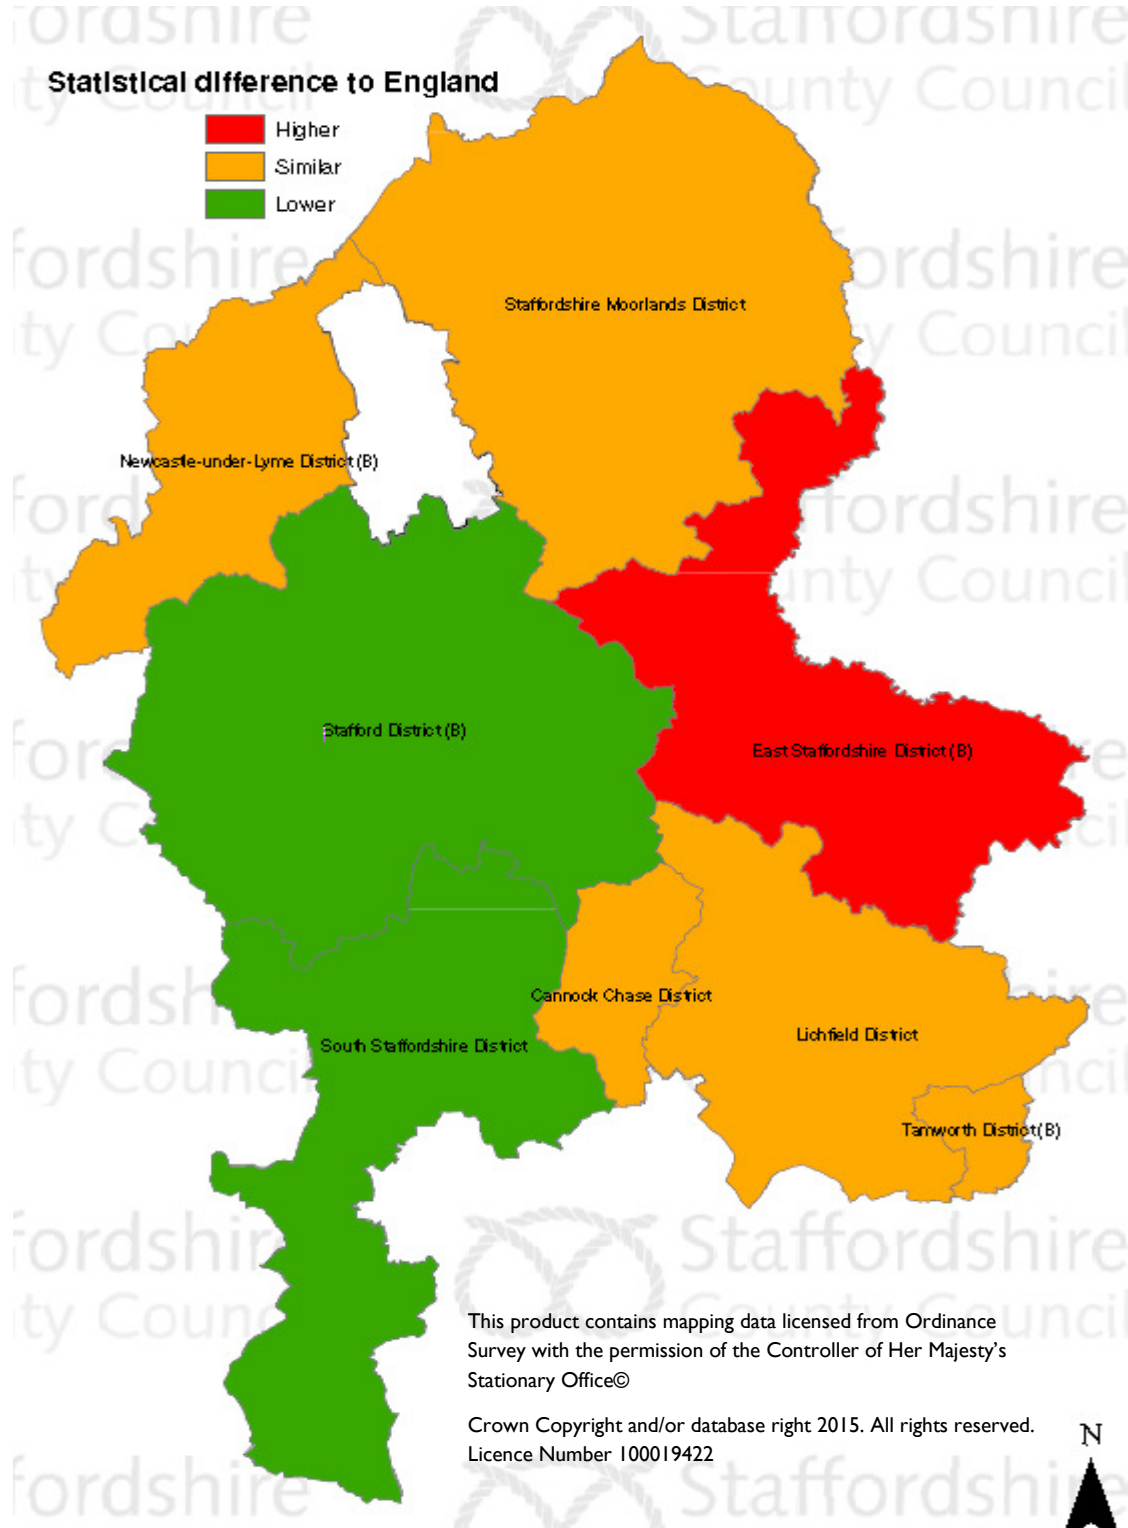 Statistical difference to England
Higher
Similar
Lower
Staffordshire Moorlands District
Newcastle-under-Lyme District (B)
Stafford District (B)
East Staffordshire District (B)
Cannock Chase District
Lichfield District
South Staffordshire District
Tamworth District (B)
This product contains mapping data licensed from Ordinance
Survey with the permission of the Controller of Her Majesty's
Stationary Office©
Crown Copyright and/or database right 2015. All rights reserved.
Licence Number 100019422
N
Staffordshire
County Council